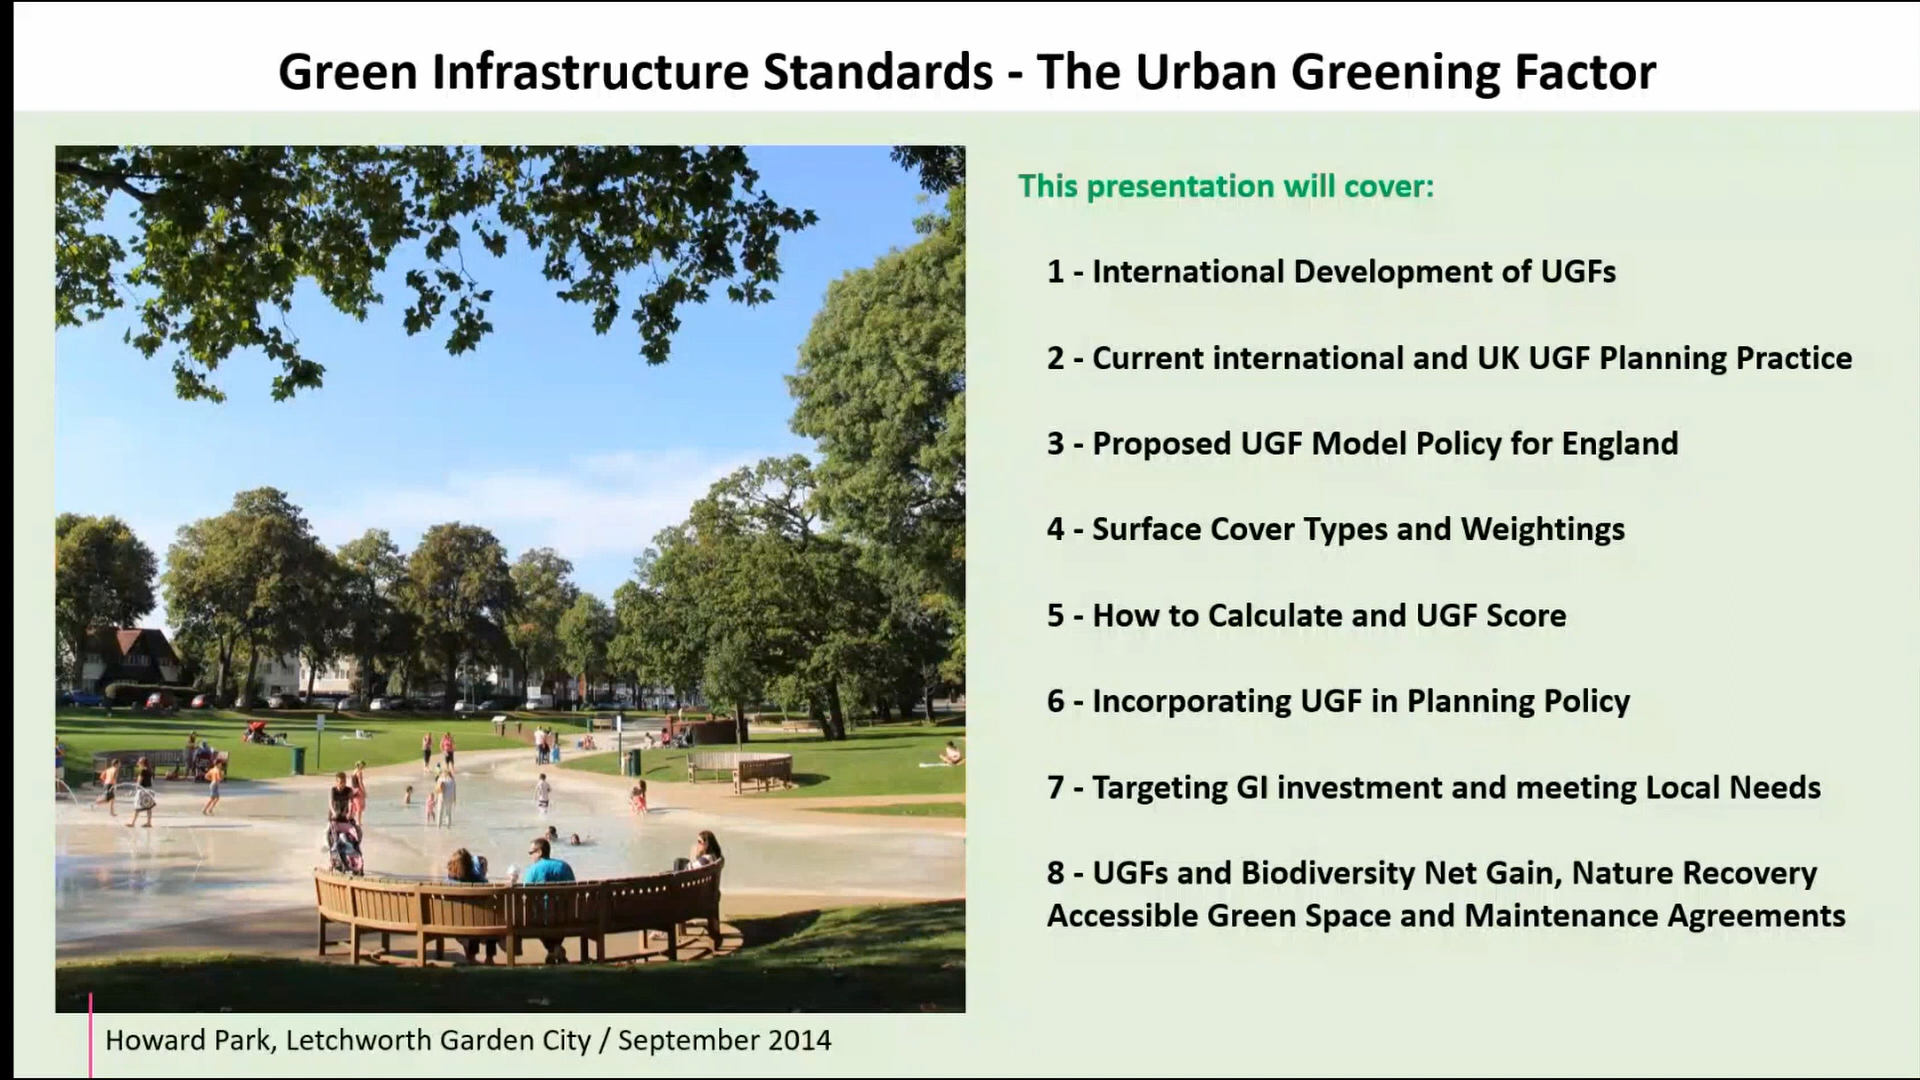 Green Infrastructure Standards - The Urban Greening Factor
This presentation will cover:
1 - International Development of UGFs
2 - Current international and UK UGF Planning Practice
3 - Proposed UGF Model Policy for England
4 - Surface Cover Types and Weightings
5 - How to Calculate and UGF Score
6 - Incorporating UGF in Planning Policy
7 - Targeting GI investment and meeting Local Needs
8 - UGFs and Biodiversity Net Gain, Nature Recovery
Accessible Green Space and Maintenance Agreements
Howard Park, Letchworth Garden City / September 2014